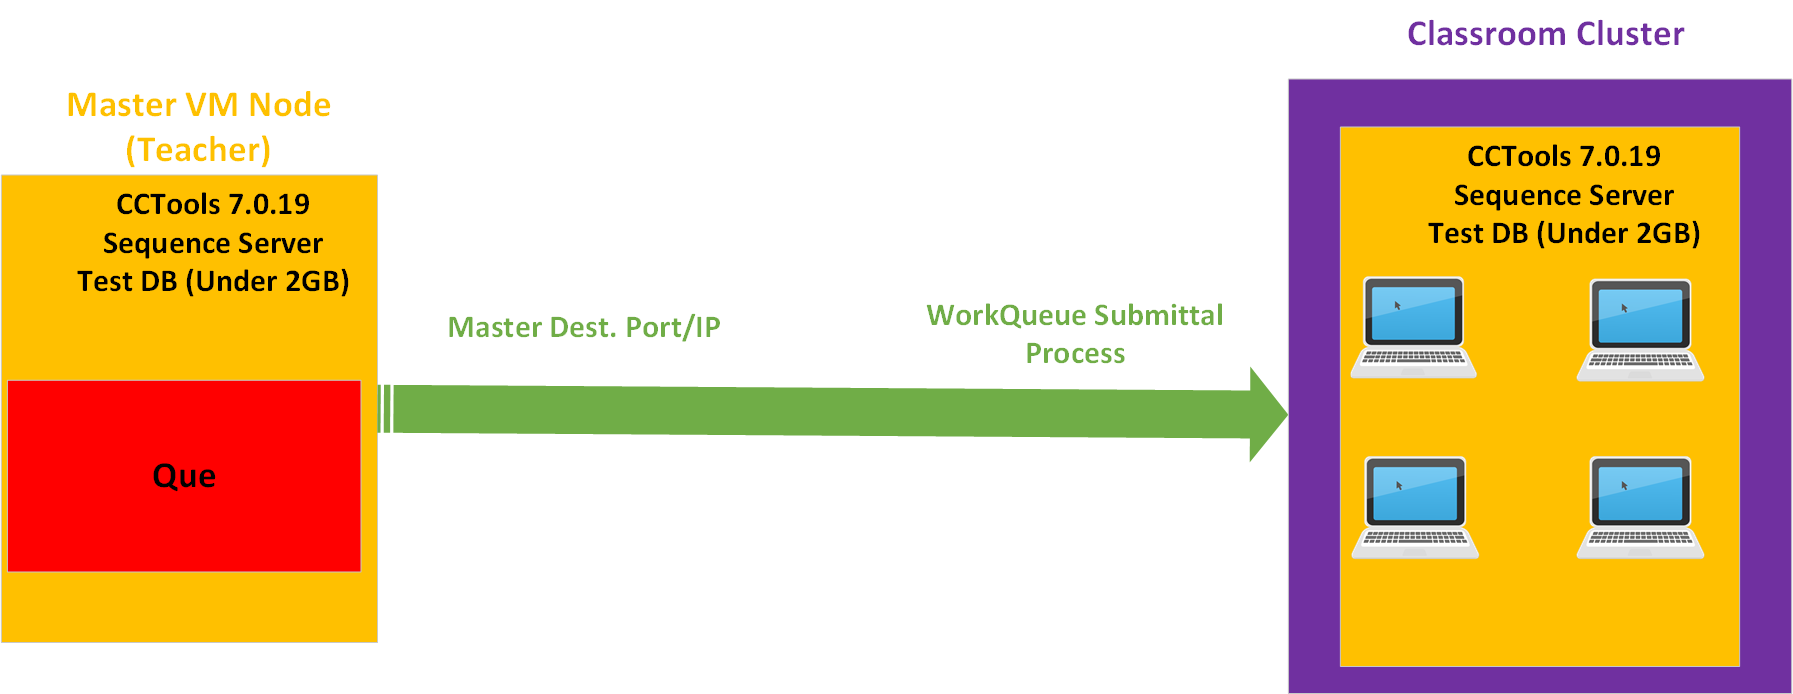 Classroom Cluster
Master VM Node
(Teacher)
CCTools 7.0.19
Sequence Server
Test DB (Under 2GB)
Que
Master Dest. Port/IP
WorkQueue Submittal
Process
CCTools 7.0.19
Sequence Server
Test DB (Under 2GB)